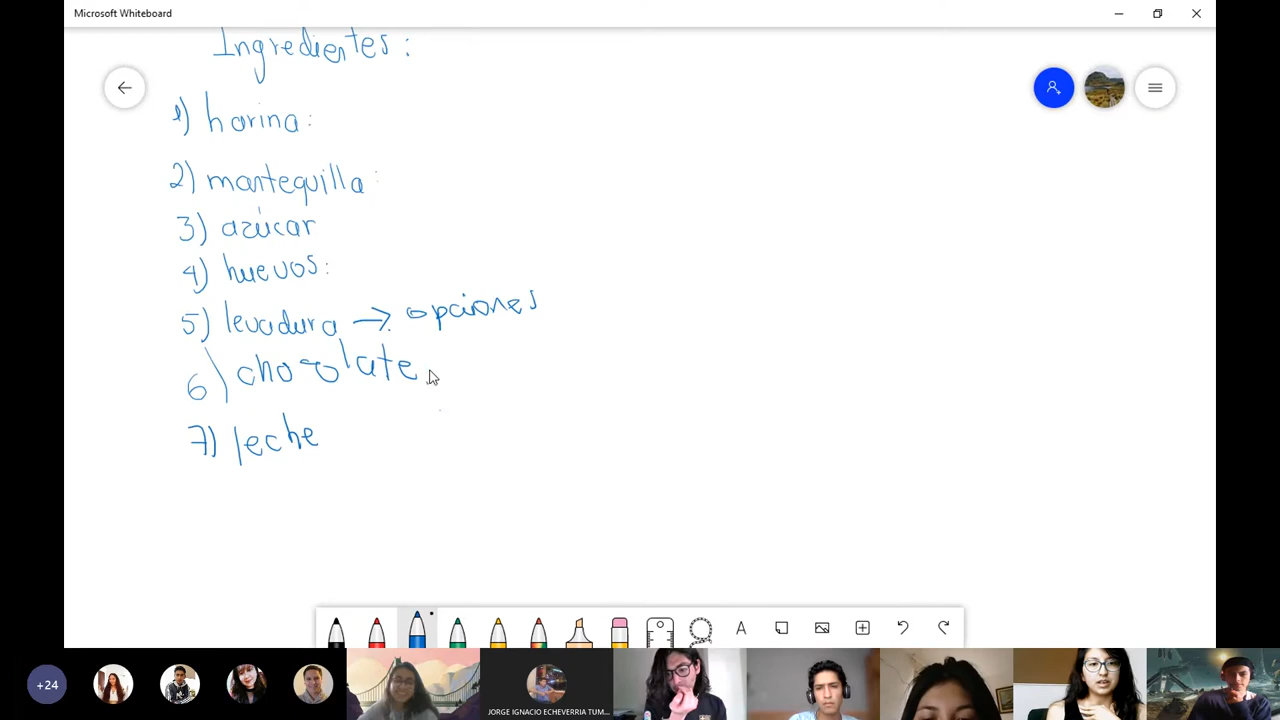 Microsoft Whiteboard
Ingredientes:
1) harina:
2) mantequilla:
3) azúcar
4) huevos:
5) levadura → opciones
6) chocolate
7) leche
A
+24
JORGE IGNACIO ECHEVERRIA TUM...